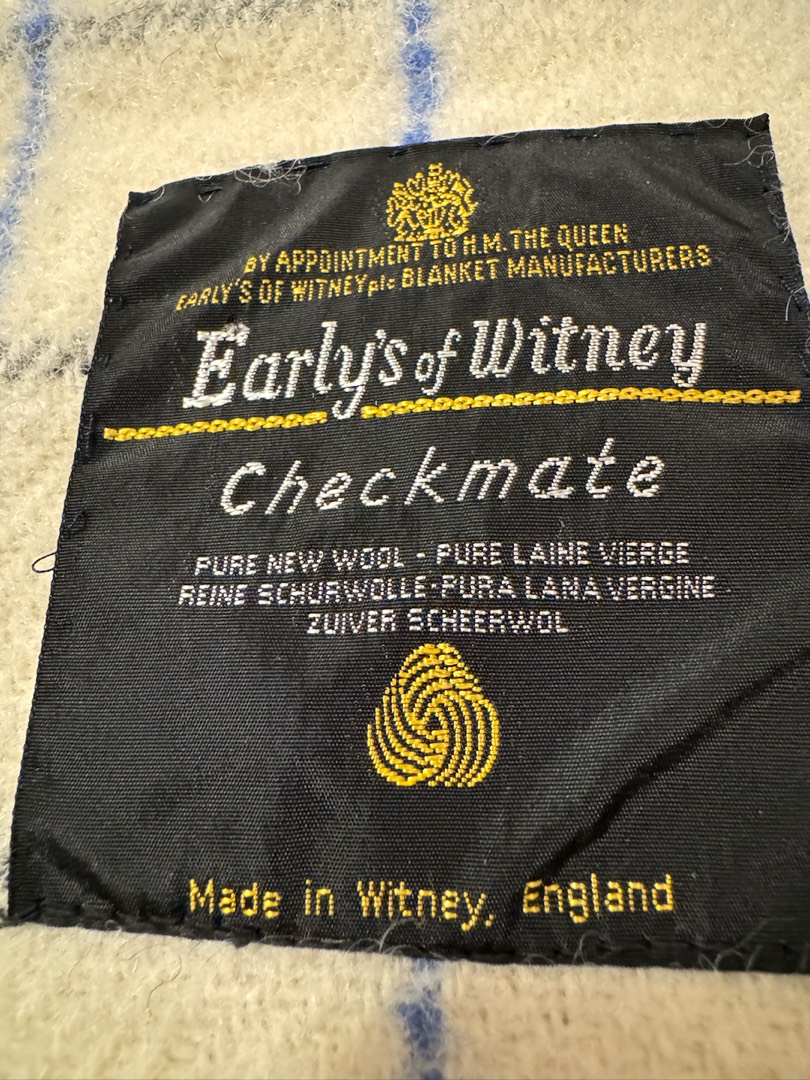 BY APPOINTMENT TO H.M. THE QUEEN
EARLY'S OF WITNEY plc BLANKET MANUFACTURERS
Early's of Witney
Checkmate
PURE NEW WOOL - PURE LAINE VIERGE
REINE SCHURWOLLE-PURA LANA VERGINE
ZUIVER SCHEERWOL
Made in Witney, England